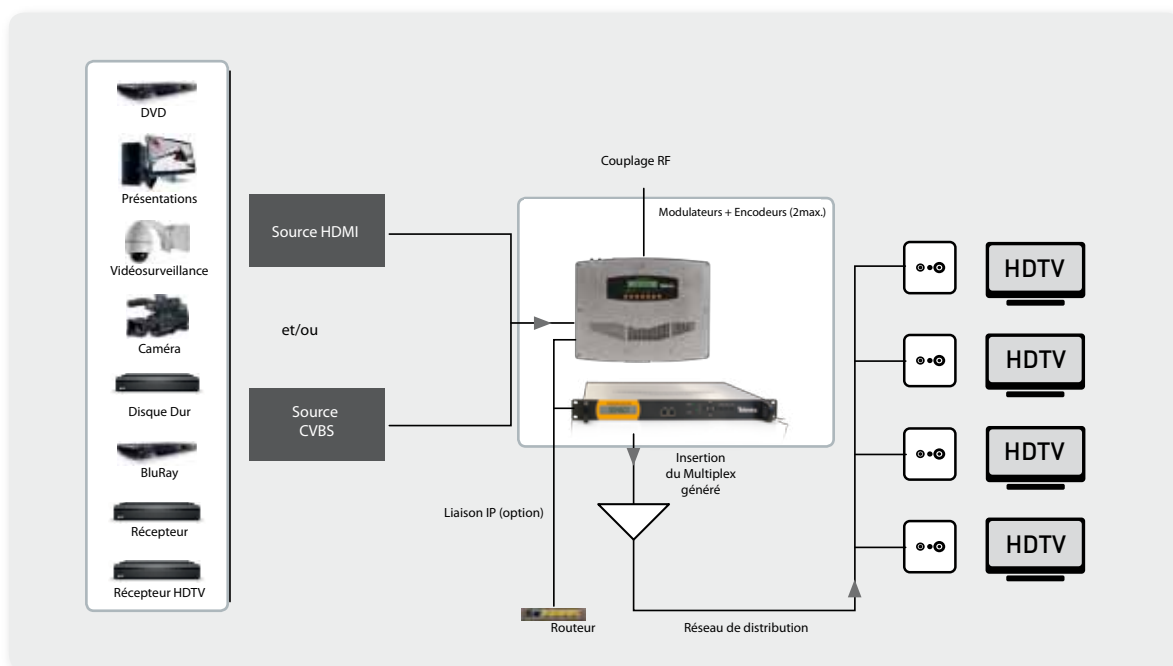 DVD
Présentations
Vidéosurveillance
Caméra
Disque Dur
BluRay
Récepteur
Récepteur HDTV
Source HDMI
et/ou
Source
CVBS
Couplage RF
Modulateurs + Encodeurs (2max.)
Insertion
du Multiplex
généré
Liaison IP (option)
Routeur
Réseau de distribution
HDTV
HDTV
HDTV
HDTV